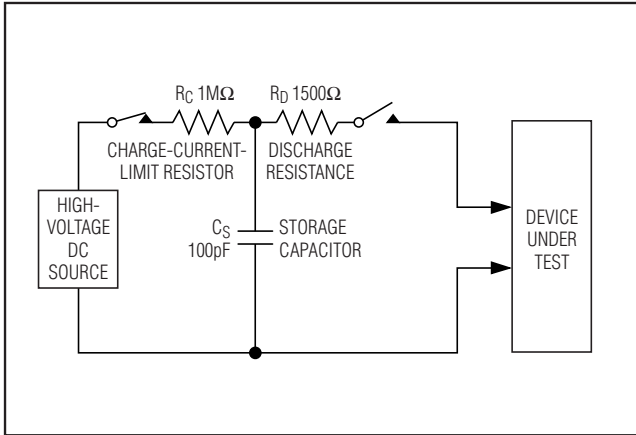 RC 1MΩ
RD 1500Ω
CHARGE-CURRENT-
LIMIT RESISTOR
DISCHARGE
RESISTANCE
HIGH-
VOLTAGE
DC
SOURCE
CS
100pF
STORAGE
CAPACITOR
DEVICE
UNDER
TEST